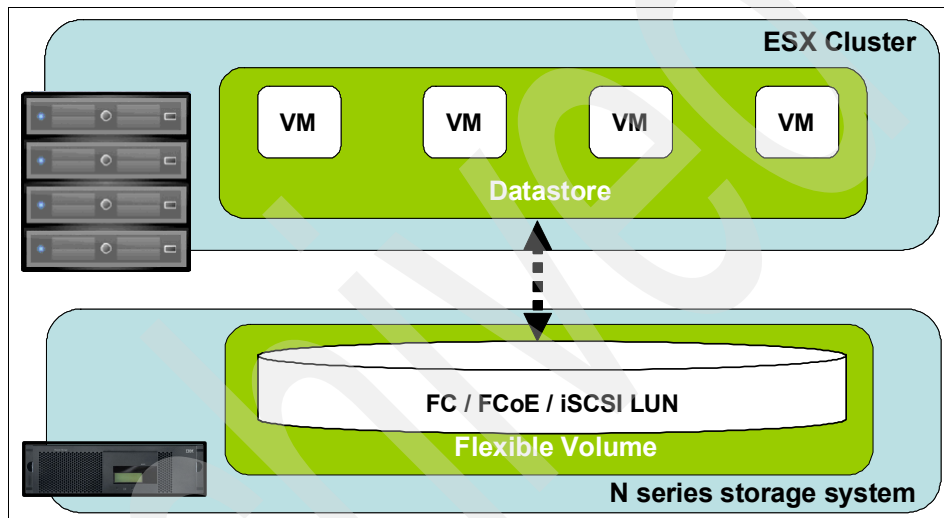 ESX Cluster
VM
VM
VM
VM
Datastore
FC / FCoE / iSCSI LUN
Flexible Volume
N series storage system